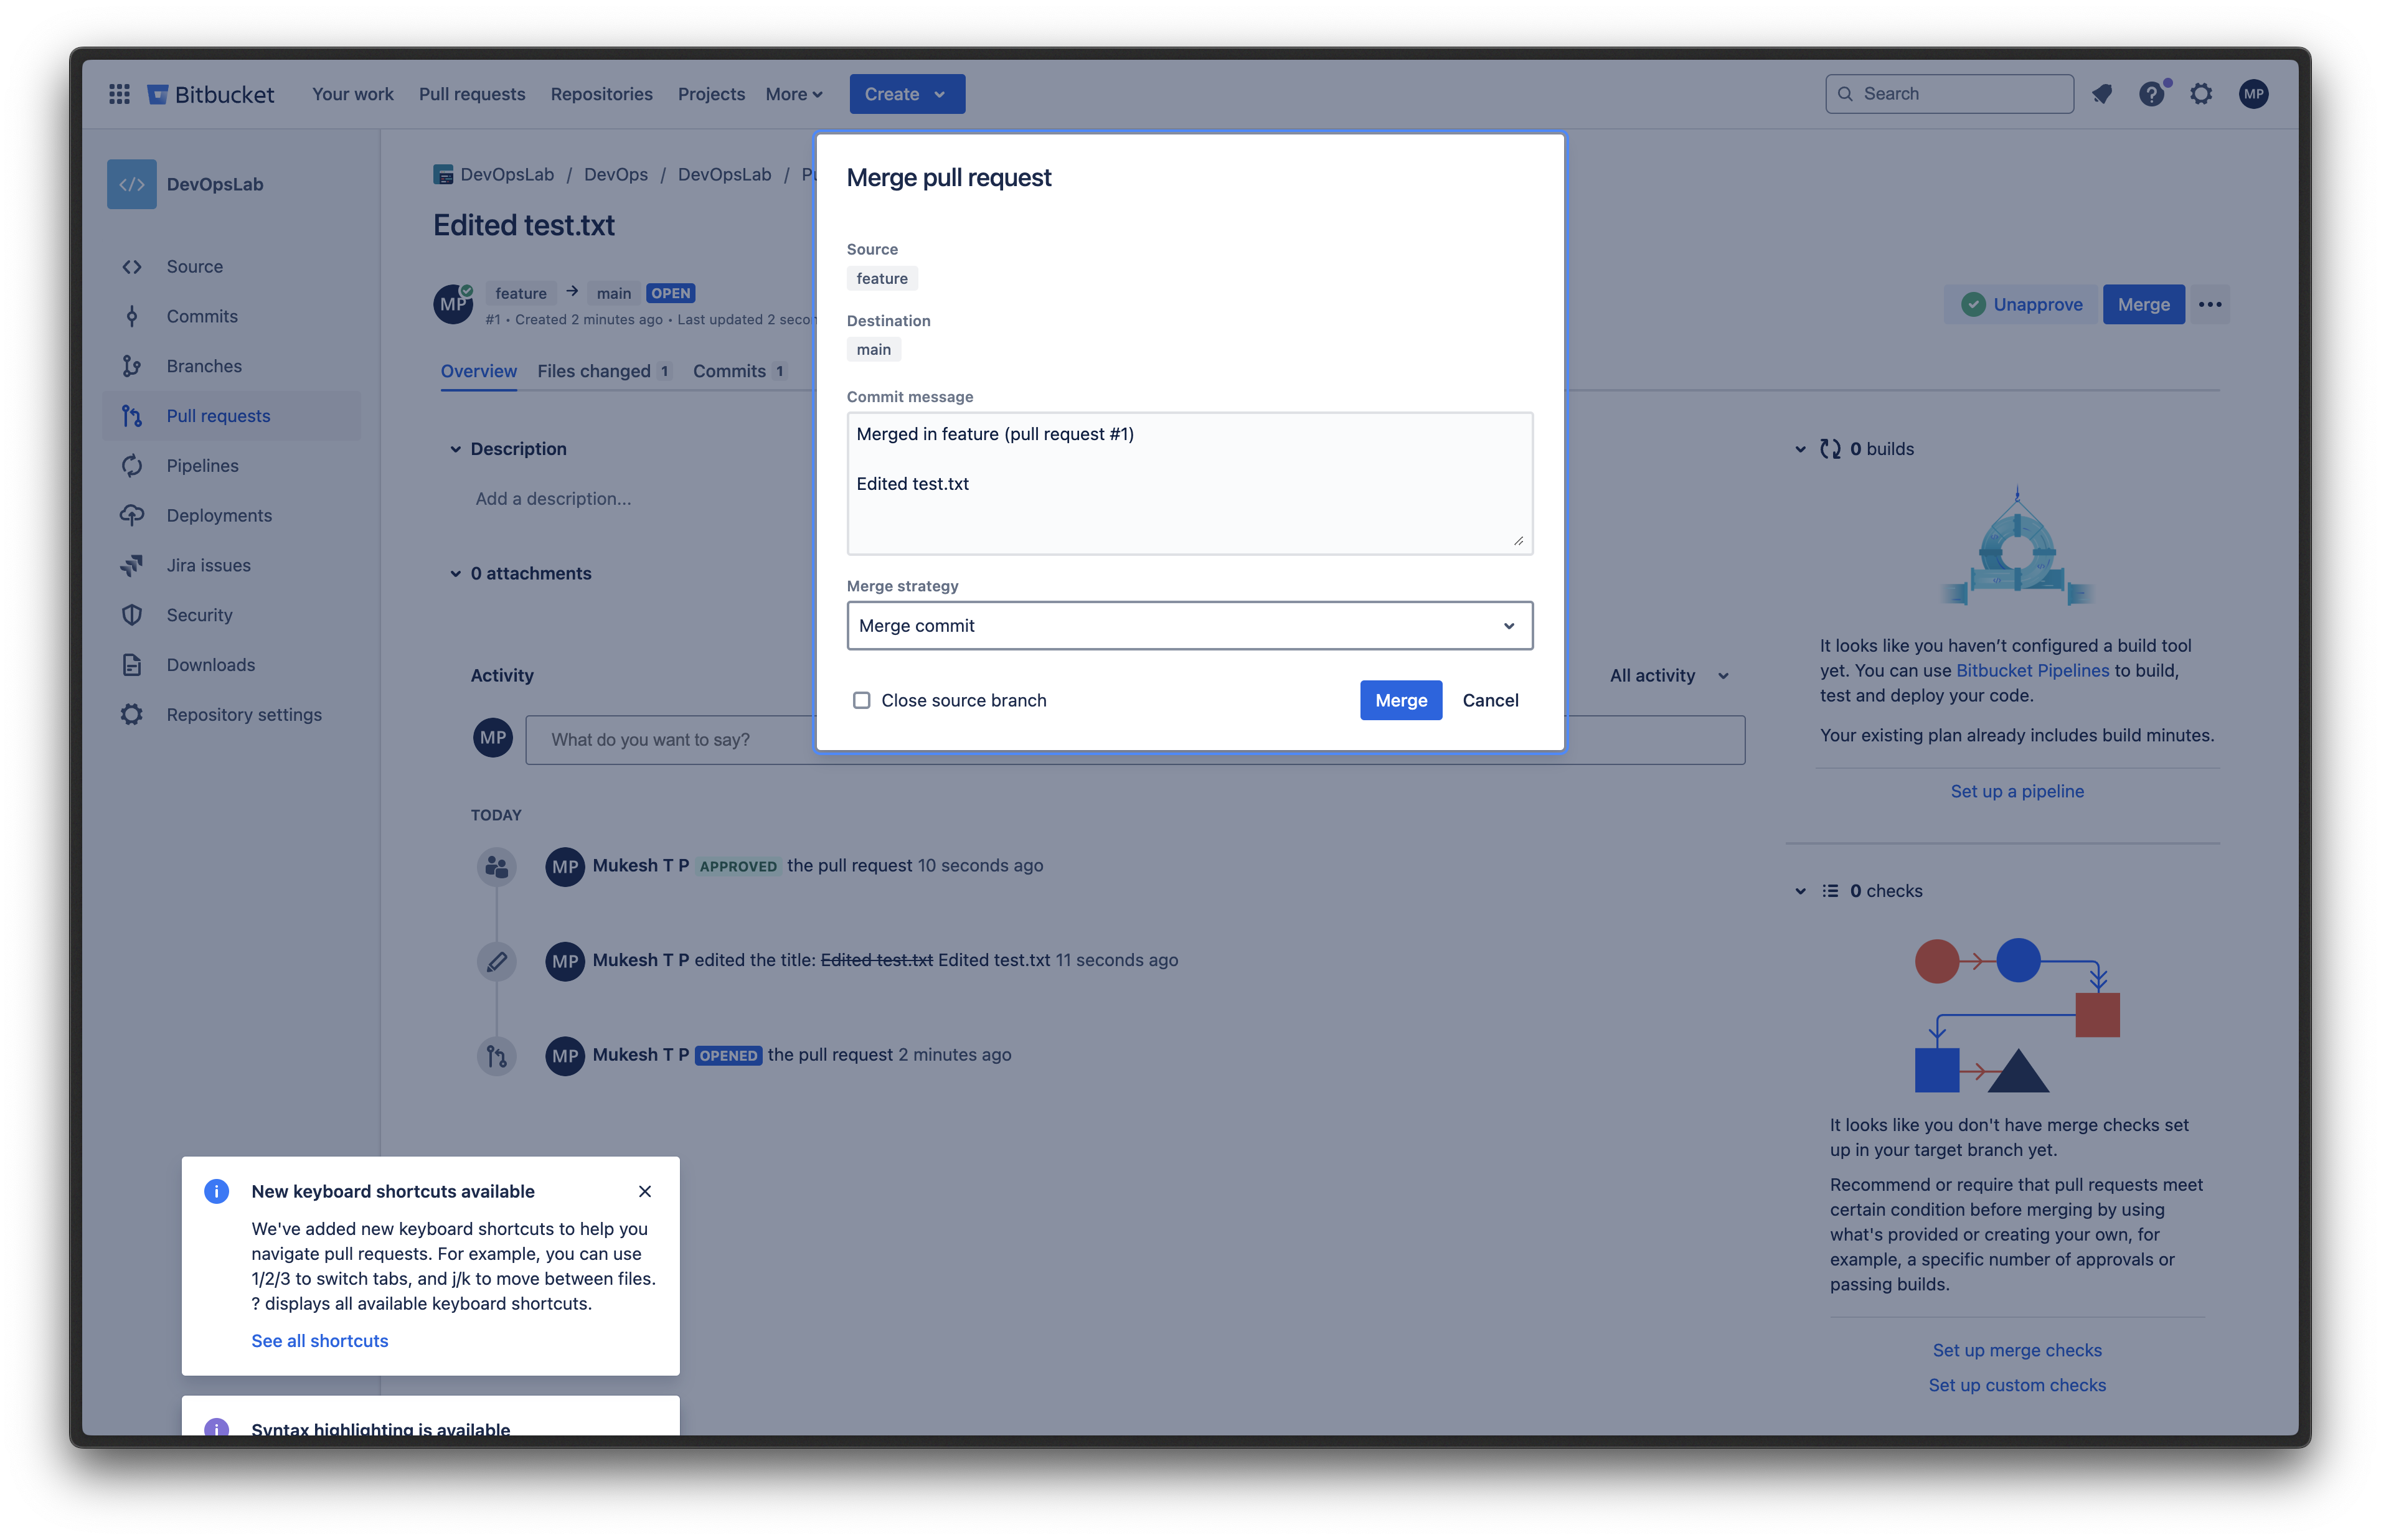 Bitbucket
Your work
Pull requests
Repositories
Projects
More
Create
Search
MP
DevOpsLab
Source
Commits
Branches
Pull requests
Pipelines
Deployments
Jira issues
Security
Downloads
Repository settings
DevOpsLab / DevOps / DevOpsLab /
Edited test.txt
MP
feature → main OPEN
#1 • Created 2 minutes ago • Last updated 2
Unapprove
Merge
Overview
Files changed 1
Commits 1
Description
Add a description...
0 attachments
Activity
All activity
MP
What do you want to say?
TODAY
MP Mukesh T P APPROVED the pull request 10 seconds ago
MP Mukesh T P edited the title: Edited test.txt Edited test.txt 11 seconds ago
MP Mukesh T P OPENED the pull request 2 minutes ago
Merge pull request
Source
feature
Destination
main
Commit message
Merged in feature (pull request #1)
Edited test.txt
Merge strategy
Merge commit
Close source branch
Merge
Cancel
0 builds
It looks like you haven’t configured a build tool
yet. You can use Bitbucket Pipelines to build,
test and deploy your code.
Your existing plan already includes build minutes.
Set up a pipeline
0 checks
It looks like you don't have merge checks set
up in your target branch yet.
Recommend or require that pull requests meet
certain condition before merging by using
what's provided or creating your own, for
example, a specific number of approvals or
passing builds.
Set up merge checks
Set up custom checks
New keyboard shortcuts available
We've added new keyboard shortcuts to help you
navigate pull requests. For example, you can use
1/2/3 to switch tabs, and j/k to move between files.
? displays all available keyboard shortcuts.
See all shortcuts
Syntax highlighting is available